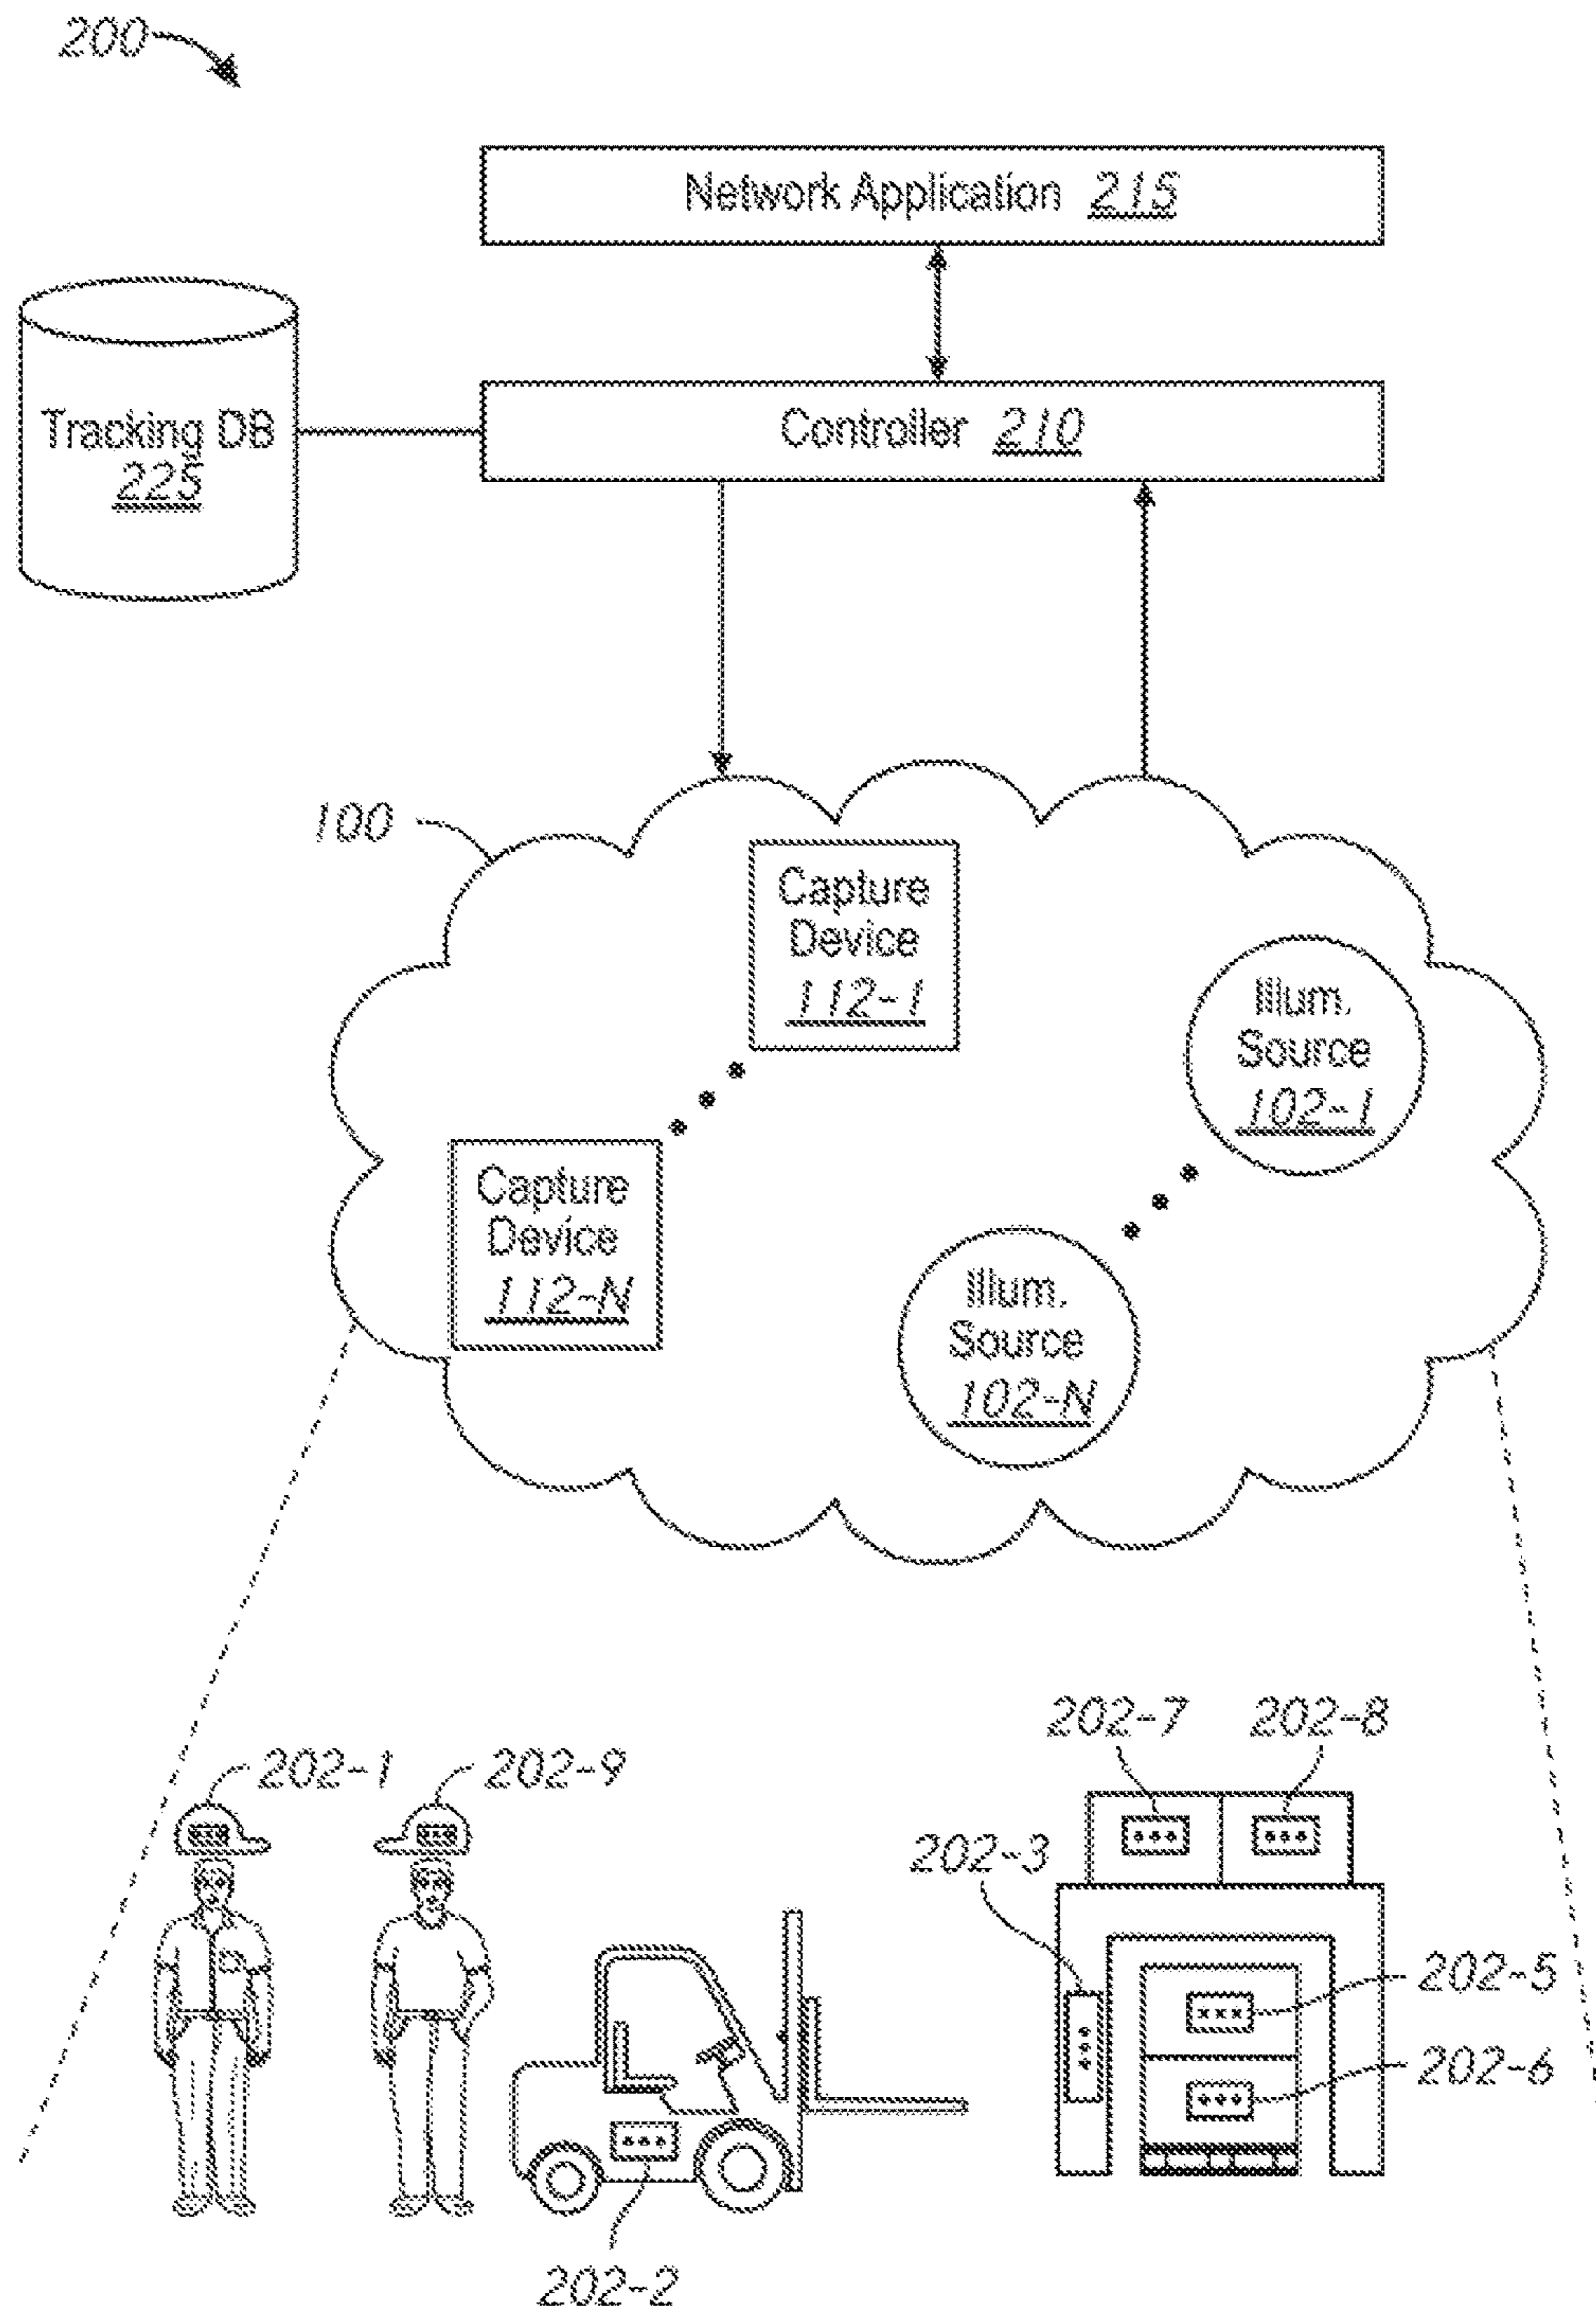 200
Network Application 215
Tracking DB
225
Controller 210
100
Capture
Device
112-1
Illum.
Source
102-1
Capture
Device
112-N
Illum.
Source
102-N
202-7
202-8
202-1
202-9
202-3
202-5
202-6
202-2